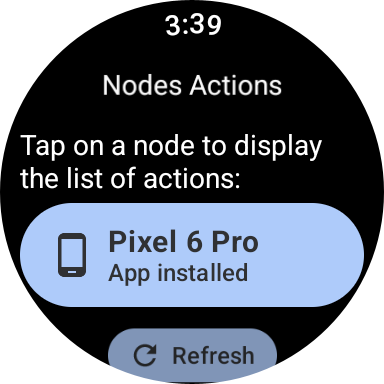 3:39
Nodes Actions
Tap on a node to display
the list of actions:
Pixel 6 Pro
App installed
Refresh